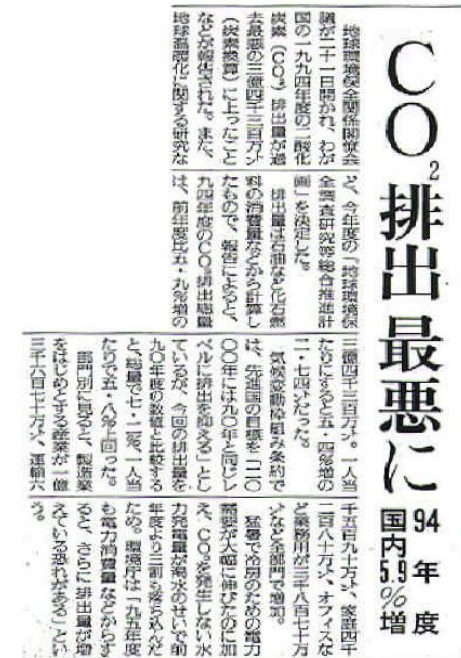 CO₂排出 最悪に
94年度
国内5.9%増
地球環境保全関係閣僚会
議が二十一日開かれ、わが
国の一九九四年度の二酸化
炭素(CO₂)排出量が過
去最悪の三億四千三百万㌧
(炭素換算)に上ったこと
などが報告された。また、
地球温暖化に関する研究な
ど、今年度の「地球環境保
全調査研究等総合推進計
画」を決定した。
排出量は石油など化石燃
料の消費量などから計算し
たもので、報告によると、
九四年度のCO₂排出総量
は、前年度比五・九%増の
三億四千三百万㌧。一人当
たりにすると五・四%増の
二・七四㌧だった。
気候変動枠組み条約で
は、先進国の目標を「二〇
〇〇年には九〇年と同じレ
ベルに排出を抑える」とし
ているが、今回の排出量を
九〇年度の数値と比較する
と、総量で七・二%、一人当
たりで五・八%上回った。
部門別に見ると、製造業
をはじめとする産業が一億
三千六百七十万㌧、運輸六
千五百九十万㌧、家庭四千
二百八十万㌧、オフィスな
ど業務用が三千八百七十万
㌧など全部門で増加。
猛暑で冷房のための電力
需要が大幅に伸びたのに加
え、CO₂を発生しない水
力発電量が渇水のせいで前
年度より三割も落ち込んだ
ため。環境庁は「九五年度
も電力消費量などからす
ると、さらに排出量が増
えている恐れがある」とい
う。